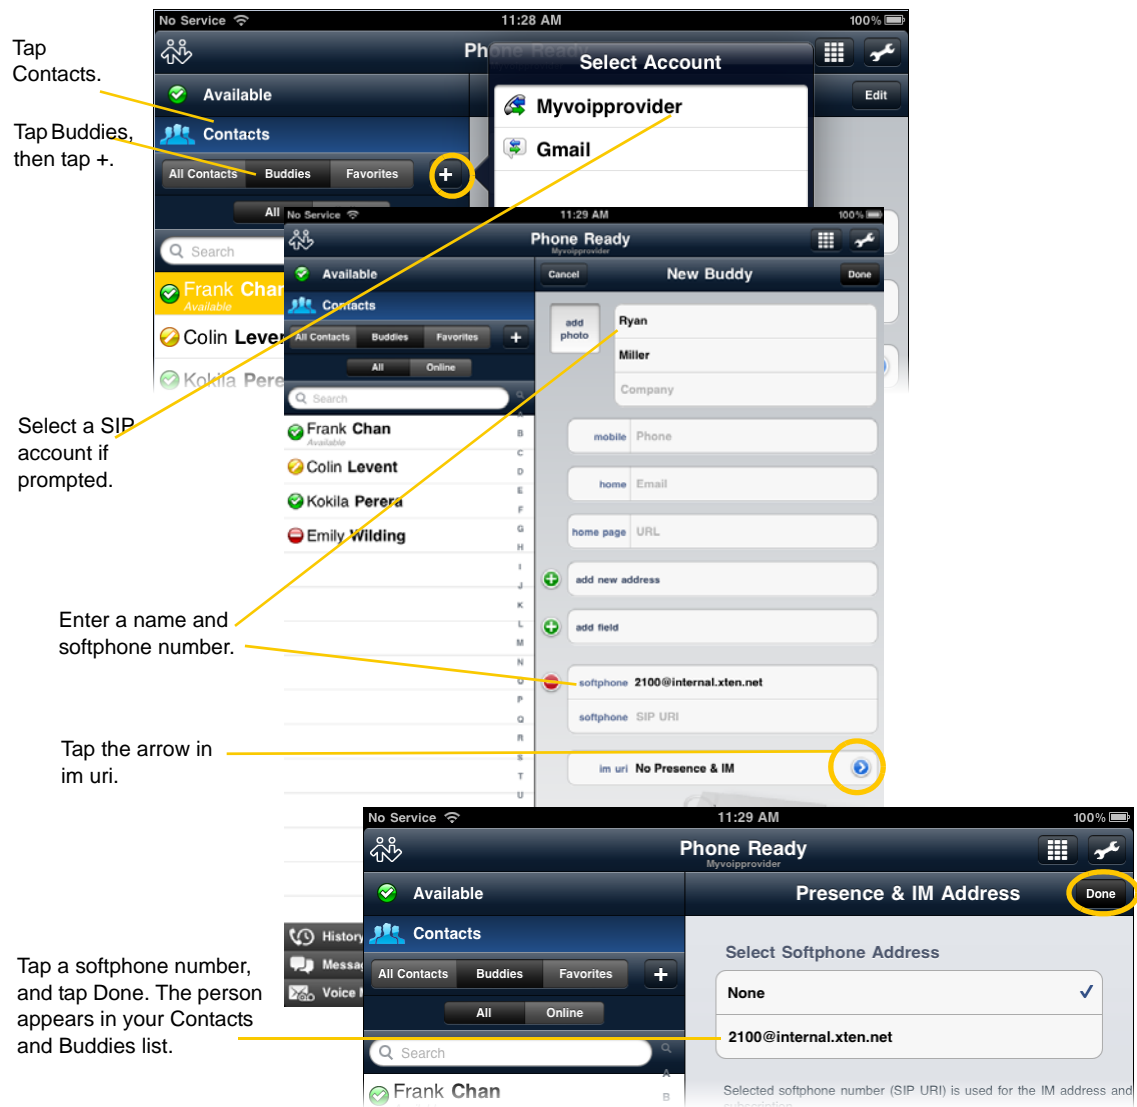 No Service 11:28 AM 100%
Tap
Contacts.
Phone Ready
Select Account
Available
Edit
Myvoipprovider
Contacts
Tap Buddies,
then tap +.
Gmail
All Contacts Buddies Favorites +
All
Search
Frank Chan
Available
Colin Lever
Kokila Pere
No Service 11:29 AM 100%
Phone Ready
Myvoipprovider
Available
Cancel New Buddy Done
Contacts
add
photo
Ryan
All Contacts Buddies Favorites +
Miller
All Online
Company
Search
Select a SIP
account if
prompted.
Frank Chan
Available
mobile Phone
Colin Levent
home Email
Kokila Perera
Emily Wilding
home page URL
A
B
C
D
E
F
G
H
I
J
K
L
M
N
O
P
Q
R
S
T
U
add new address
Enter a name and
softphone number.
add field
softphone 2100@internal.xten.net
softphone SIP URI
Tap the arrow in
im uri.
im uri No Presence & IM
History
Messa
Voice
No Service 11:29 AM 100%
Phone Ready
Myvoipprovider
Available
Presence & IM Address Done
Contacts
Select Softphone Address
All Contacts Buddies Favorites +
None
All Online
2100@internal.xten.net
Search
A
B
Frank Chan
Selected softphone number (SIP URI) is used for the IM address and
Tap a softphone number,
and tap Done. The person
appears in your Contacts
and Buddies list.